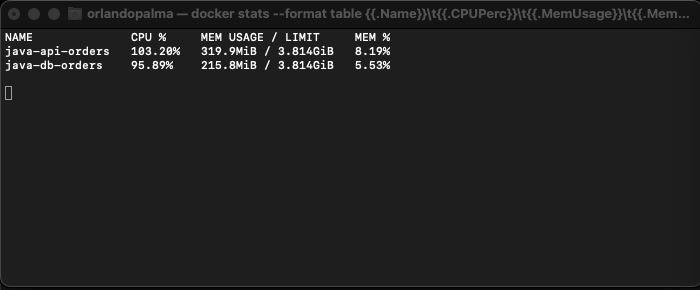 orlandopalma — docker stats --format table {{.Name}}\t{{.CPUPerc}}\t{{.MemUsage}}\t{{.Mem...
NAME CPU % MEM USAGE / LIMIT MEM %
java-api-orders 103.20% 319.9MiB / 3.814GiB 8.19%
java-db-orders 95.89% 215.8MiB / 3.814GiB 5.53%